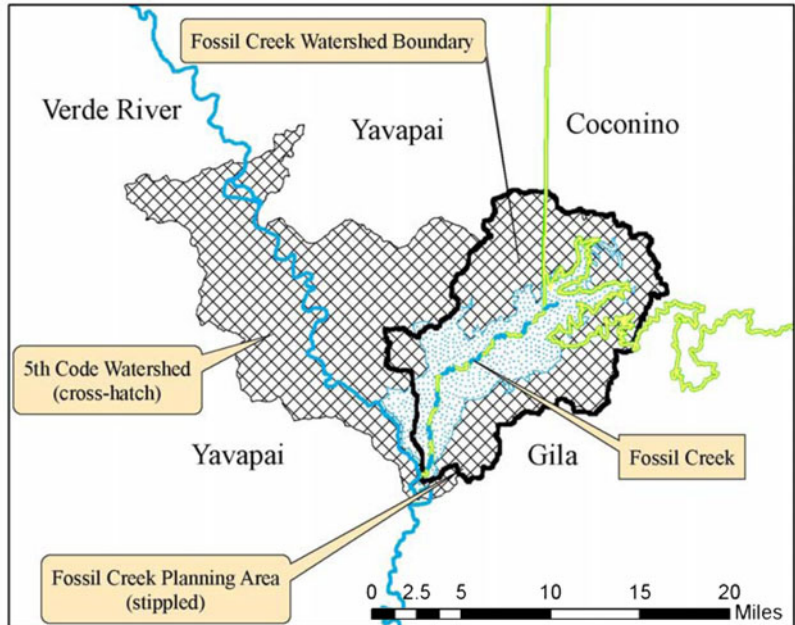 Fossil Creek Watershed Boundary
Verde River
Yavapai
Coconino
5th Code Watershed
(cross-hatch)
Yavapai
Gila
Fossil Creek
Fossil Creek Planning Area
(stippled)
0 2.5 5 10 15 20
Miles